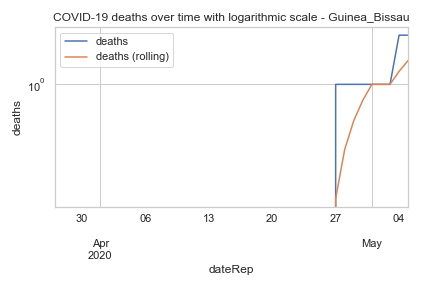 COVID-19 deaths over time with logarithmic scale - Guinea_Bissau
deaths
deaths (rolling)
10⁰
deaths
30 06 13 20 27 04
Apr May
2020
dateRep